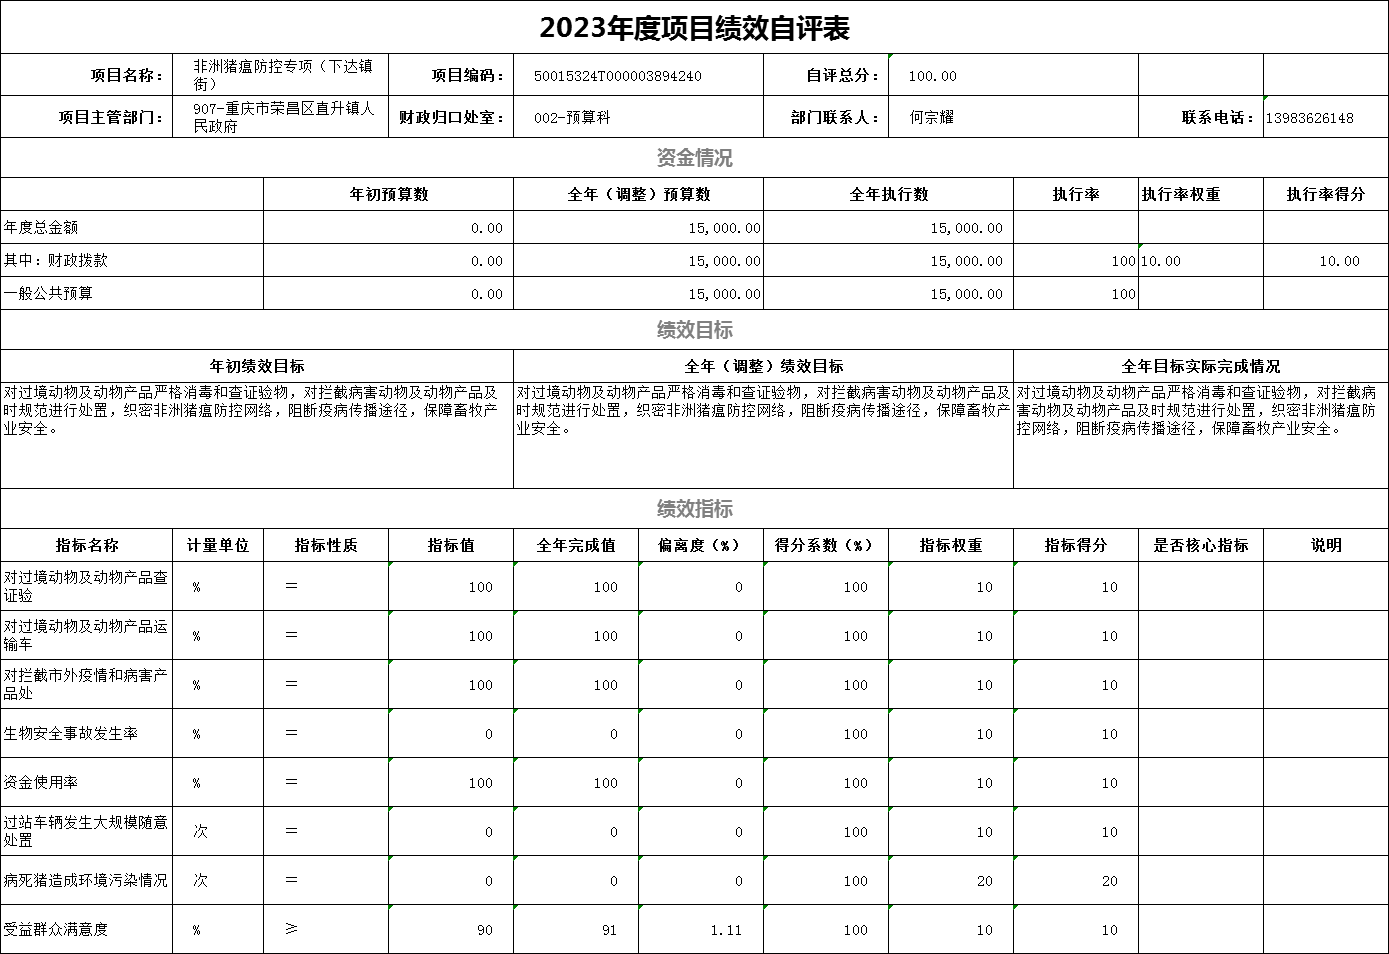 2023年度项目绩效自评表
项目名称： 非洲猪瘟防控专项（下达镇街） 项目编码： 50015324T000003894240 自评总分： 100.00
项目主管部门： 907-重庆市荣昌区直升镇人民政府 财政归口处室： 002-预算科 部门联系人： 何宗耀 联系电话： 13983626148
资金情况
年初预算数 全年（调整）预算数 全年执行数 执行率 执行率权重 执行率得分
年度总金额 0.00 15,000.00 15,000.00
其中：财政拨款 0.00 15,000.00 15,000.00 100 10.00 10.00
一般公共预算 0.00 15,000.00 15,000.00 100
绩效目标
年初绩效目标 全年（调整）绩效目标 全年目标实际完成情况
对过境动物及动物产品严格消毒和查证验物，对拦截病害动物及动物产品及
时规范进行处置，织密非洲猪瘟防控网络，阻断疫病传播途径，保障畜牧产
业安全。
对过境动物及动物产品严格消毒和查证验物，对拦截病害动物及动物产品及
时规范进行处置，织密非洲猪瘟防控网络，阻断疫病传播途径，保障畜牧产
业安全。
对过境动物及动物产品严格消毒和查证验物，对拦截病
害动物及动物产品及时规范进行处置，织密非洲猪瘟防
控网络，阻断疫病传播途径，保障畜牧产业安全。
绩效指标
指标名称 计量单位 指标性质 指标值 全年完成值 偏离度（%） 得分系数（%） 指标权重 指标得分 是否核心指标 说明
对过境动物及动物产品查证验 % ＝ 100 100 0 100 10 10
对过境动物及动物产品运输车 % ＝ 100 100 0 100 10 10
对拦截市外疫情和病害产品处 % ＝ 100 100 0 100 10 10
生物安全事故发生率 % ＝ 0 0 0 100 10 10
资金使用率 % ＝ 100 100 0 100 10 10
过站车辆发生大规模随意处置 次 ＝ 0 0 0 100 10 10
病死猪造成环境污染情况 次 ＝ 0 0 0 100 20 20
受益群众满意度 % ≥ 90 91 1.11 100 10 10